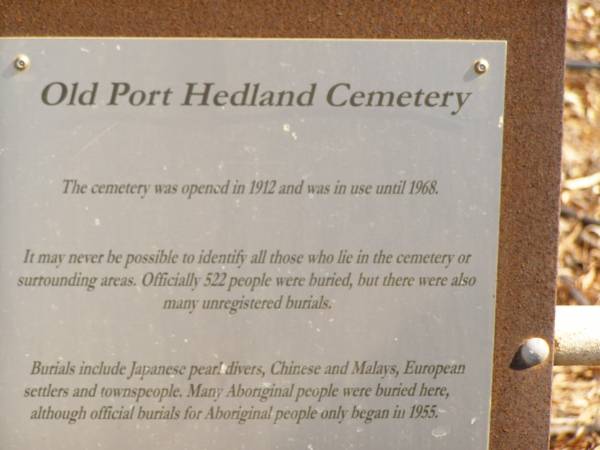 Old Port Hedland Cemetery
The cemetery was opened in 1912 and was in use until 1968.
It may never be possible to identify all those who lie in the cemetery or
surrounding areas. Officially 522 people were buried, but there were also
many unregistered burials.
Burials include Japanese pearl divers, Chinese and Malays, European
settlers and townspeople. Many Aboriginal people were buried here,
although official burials for Aboriginal people only began in 1955.